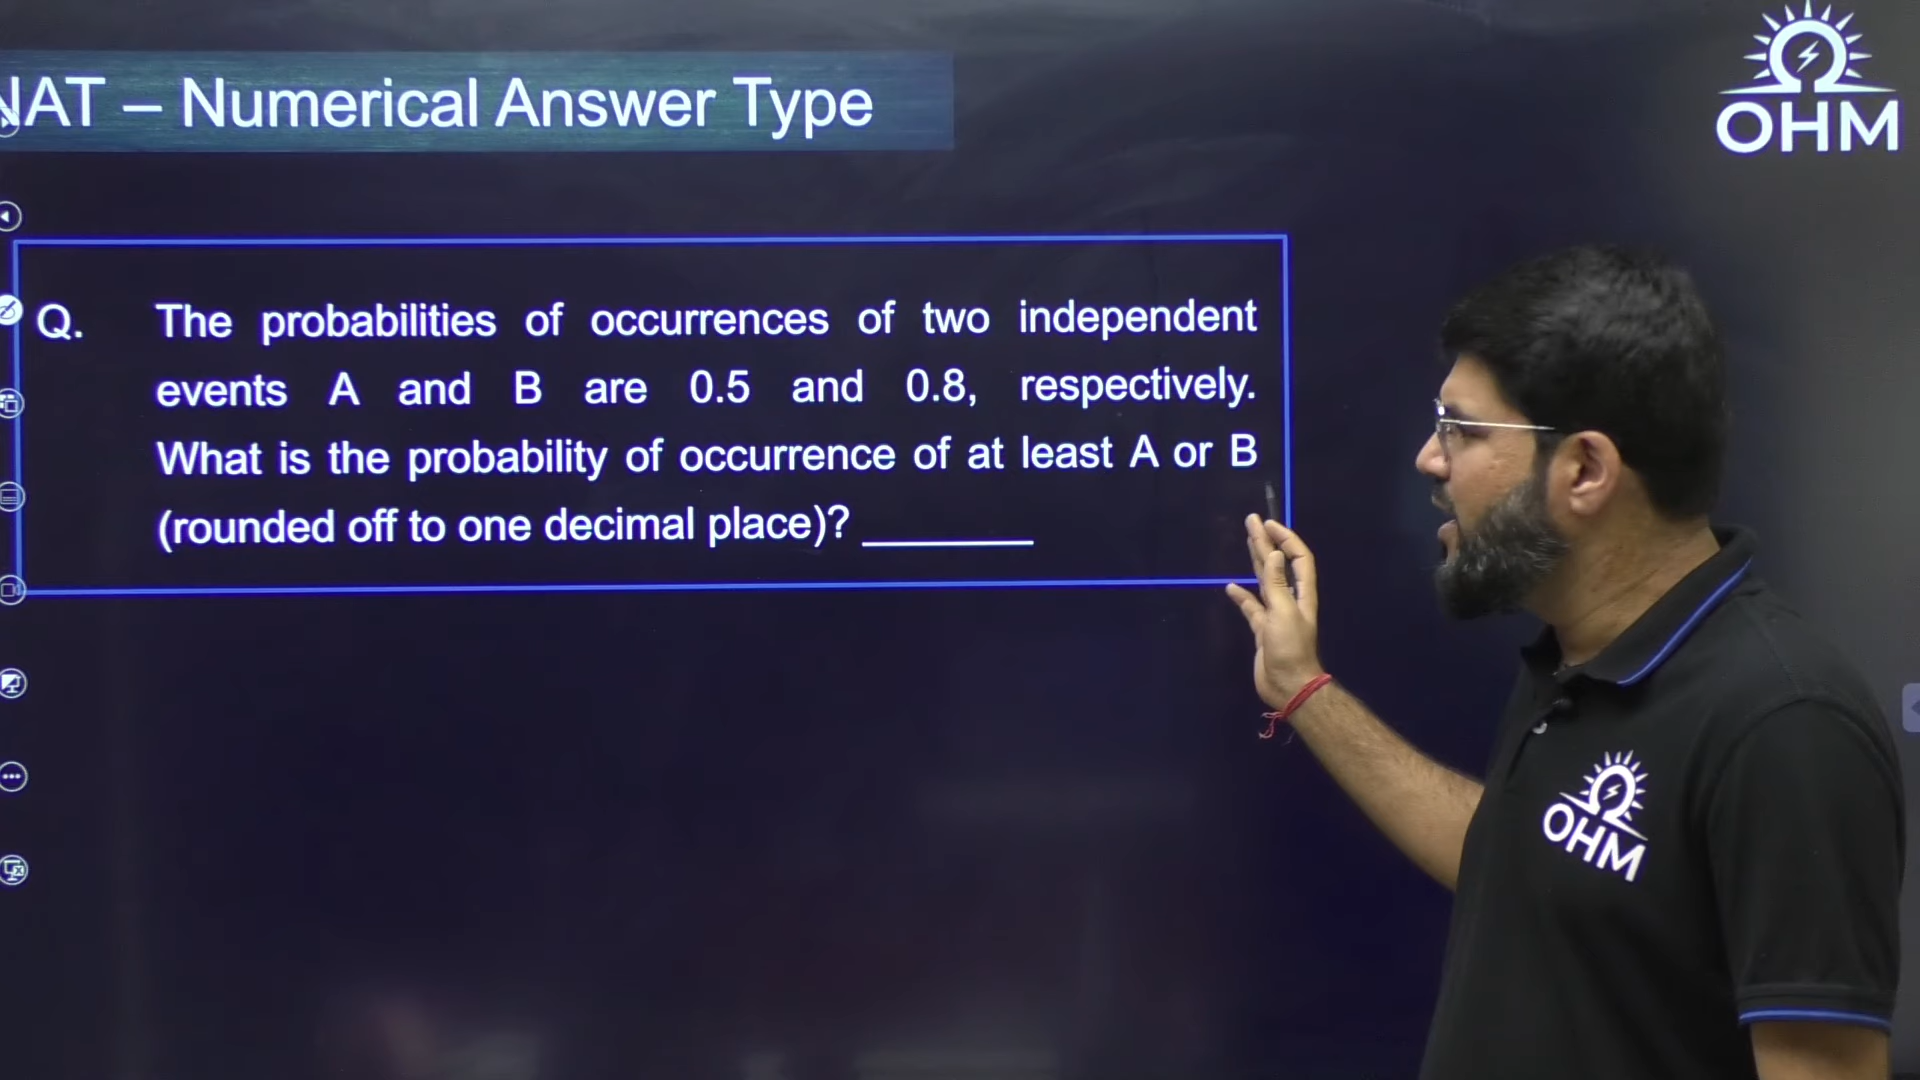 NAT – Numerical Answer Type
OHM
Q. The probabilities of occurrences of two independent
events A and B are 0.5 and 0.8, respectively.
What is the probability of occurrence of at least A or B
(rounded off to one decimal place)? ________
OHM